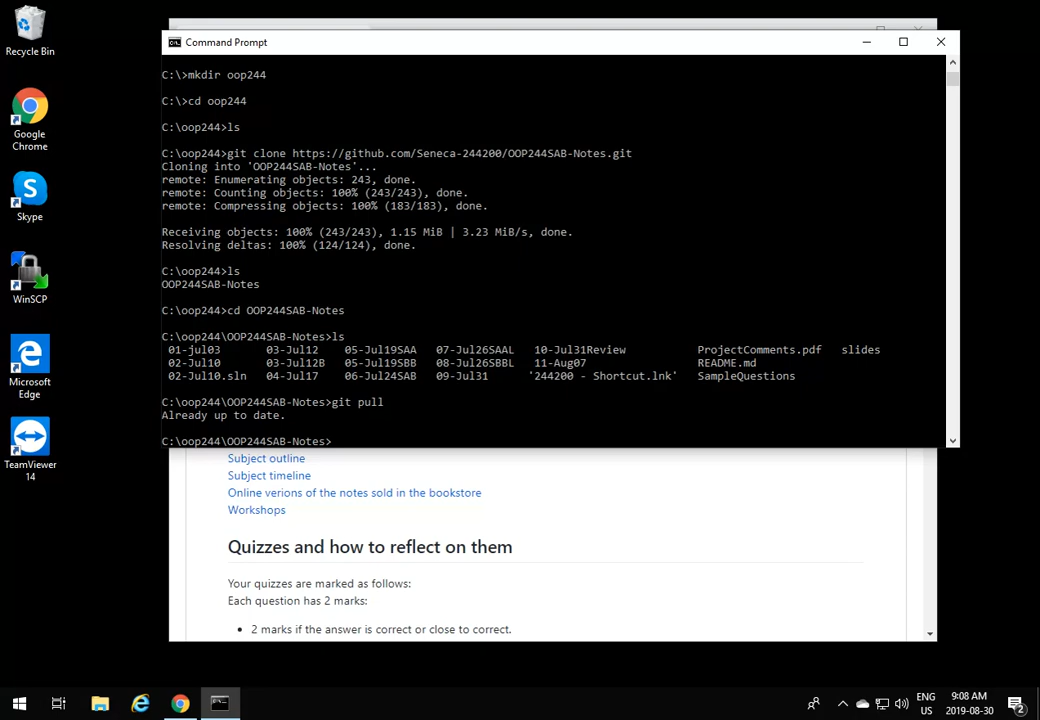 Recycle Bin
Google
Chrome
Skype
WinSCP
Microsoft
Edge
TeamViewer
14
Command Prompt
C:\>mkdir oop244
C:\>cd oop244
C:\oop244>ls
C:\oop244>git clone https://github.com/Seneca-244200/OOP244SAB-Notes.git
Cloning into 'OOP244SAB-Notes'...
remote: Enumerating objects: 243, done.
remote: Counting objects: 100% (243/243), done.
remote: Compressing objects: 100% (183/183), done.
Receiving objects: 100% (243/243), 1.15 MiB | 3.23 MiB/s, done.
Resolving deltas: 100% (124/124), done.
C:\oop244>ls
OOP244SAB-Notes
C:\oop244>cd OOP244SAB-Notes
C:\oop244\OOP244SAB-Notes>ls
01-jul03 03-Jul12 05-Jul19SAA 07-Jul26SAAL 10-Jul31Review ProjectComments.pdf slides
02-Jul10 03-Jul12B 05-Jul19SBB 08-Jul26SBBL 11-Aug07 README.md
02-Jul10.sln 04-Jul17 06-Jul24SAB 09-Jul31 '244200 - Shortcut.lnk' SampleQuestions
C:\oop244\OOP244SAB-Notes>git pull
Already up to date.
C:\oop244\OOP244SAB-Notes>
Subject outline
Subject timeline
Online verions of the notes sold in the bookstore
Workshops
Quizzes and how to reflect on them
Your quizzes are marked as follows:
Each question has 2 marks:
• 2 marks if the answer is correct or close to correct.
ENG
US
9:08 AM
2019-08-30
2